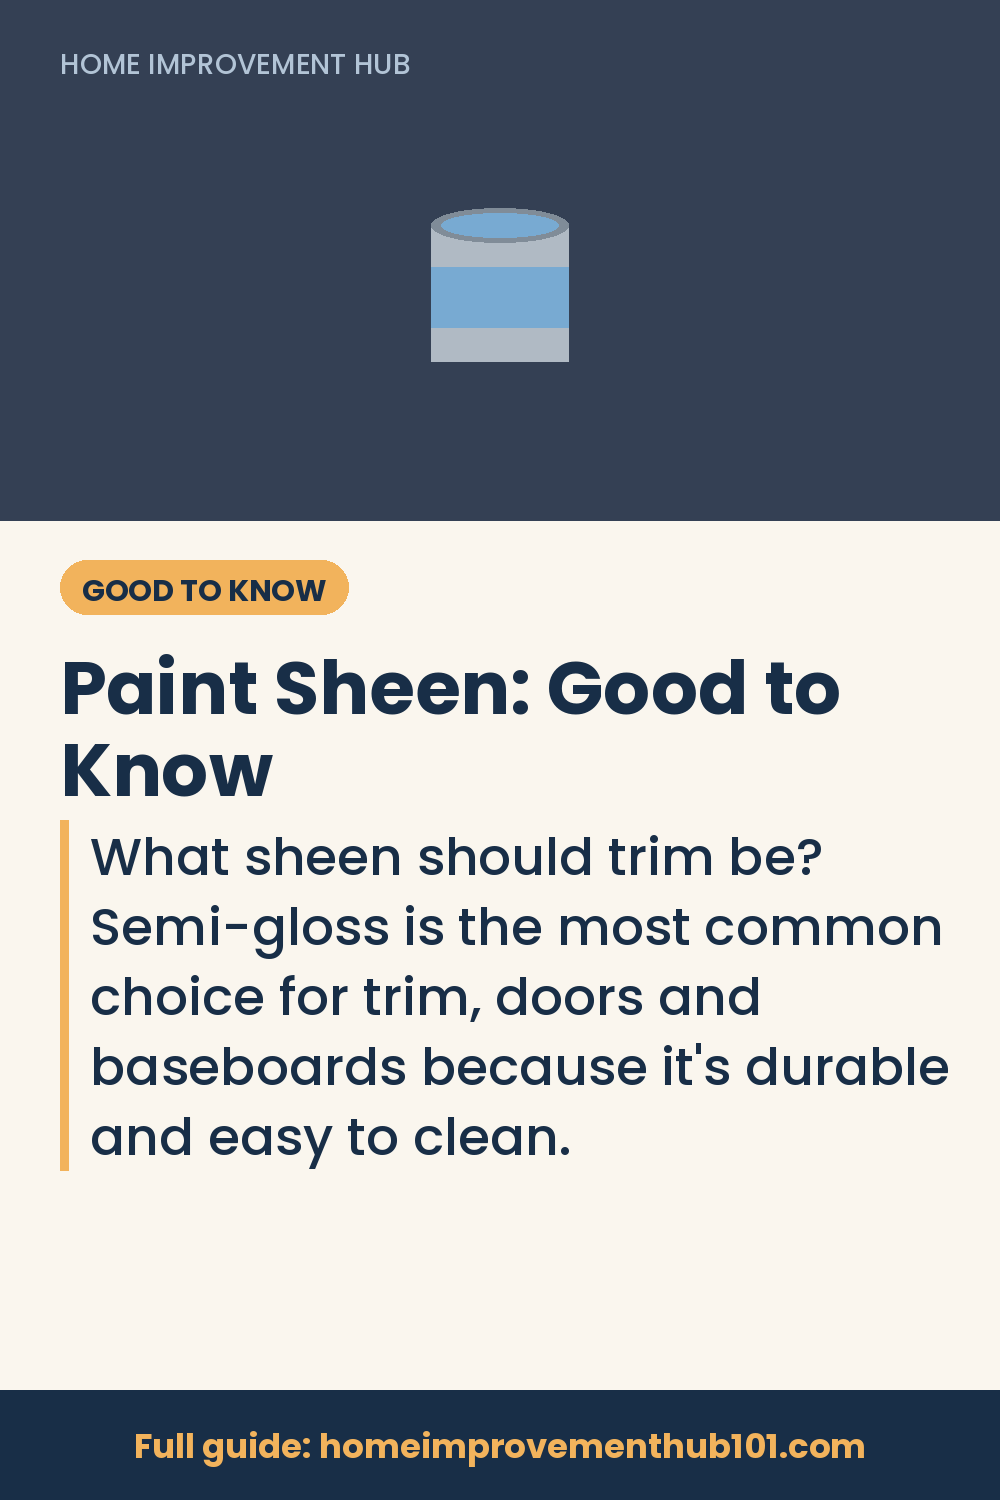 HOME IMPROVEMENT HUB
GOOD TO KNOW
Paint Sheen: Good to
Know
What sheen should trim be?
Semi-gloss is the most common
choice for trim, doors and
baseboards because it's durable
and easy to clean.
Full guide: homeimprovementhub101.com